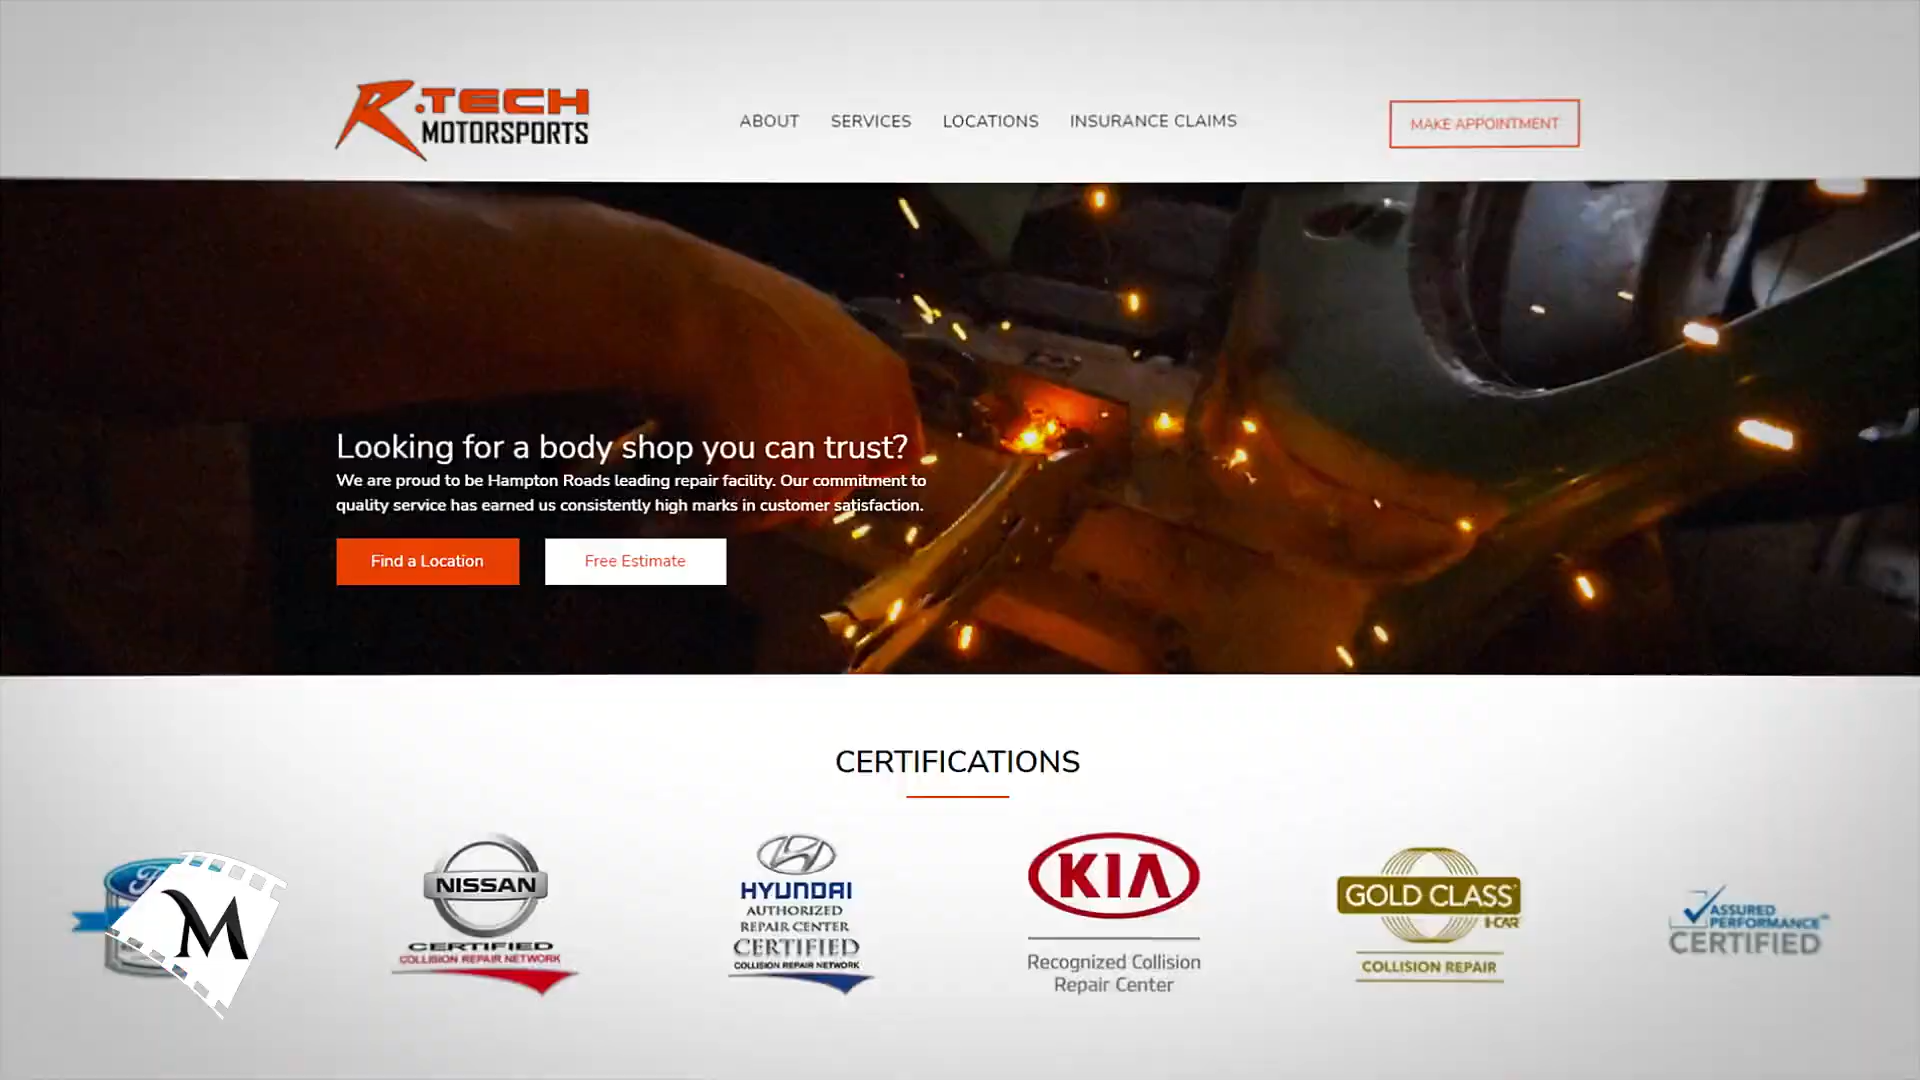 R.TECH
MOTORSPORTS
ABOUT
SERVICES
LOCATIONS
INSURANCE CLAIMS
MAKE APPOINTMENT
Looking for a body shop you can trust?
We are proud to be Hampton Roads leading repair facility. Our commitment to
quality service has earned us consistently high marks in customer satisfaction.
Find a Location
Free Estimate
CERTIFICATIONS
M
NISSAN
CERTIFIED
COLLISION REPAIR NETWORK
HYUNDAI
AUTHORIZED
REPAIR CENTER
CERTIFIED
COLLISION REPAIR NETWORK
KIA
Recognized Collision
Repair Center
GOLD CLASS
I-CAR
COLLISION REPAIR
ASSURED
PERFORMANCE
CERTIFIED